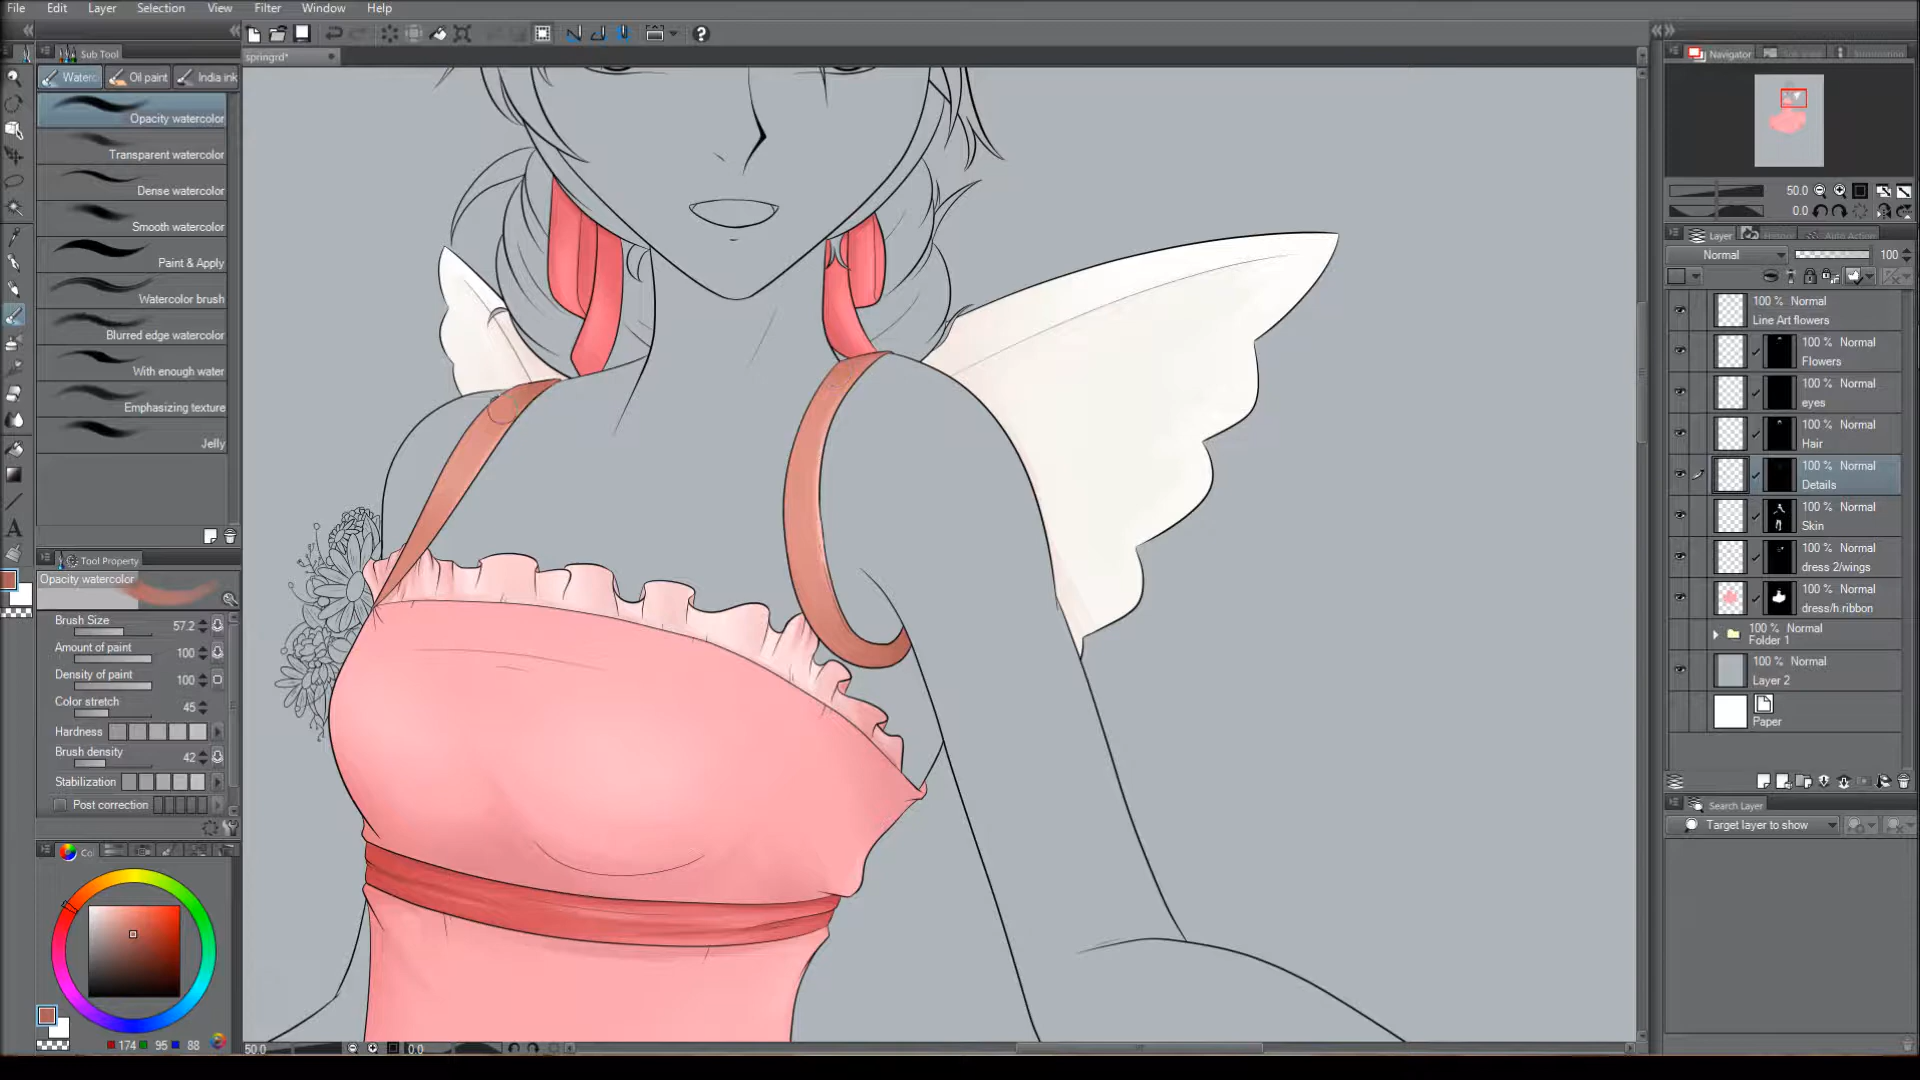 File Edit Layer Selection View Filter Window Help
Sub Tool
springrd*
Navigator
Waterc Oil paint India ink
Opacity watercolor
Transparent watercolor
Dense watercolor
Smooth watercolor
Paint & Apply
Watercolor brush
Blurred edge watercolor
With enough water
Emphasizing texture
Jelly
Tool Property
Opacity watercolor
Brush Size 57.2
Amount of paint 100
Density of paint 100
Color stretch 45
Hardness
Brush density 42
Stabilization
Post correction
Co
174 95 88
50.0 0.0
50.0
0.0
Layer History Auto Action
Normal 100
100 % Normal
Line Art flowers
100 % Normal
Flowers
100 % Normal
eyes
100 % Normal
Hair
100 % Normal
Details
100 % Normal
Skin
100 % Normal
dress 2/wings
100 % Normal
dress/h.ribbon
100 % Normal
Folder 1
100 % Normal
Layer 2
Paper
Search Layer
Target layer to show